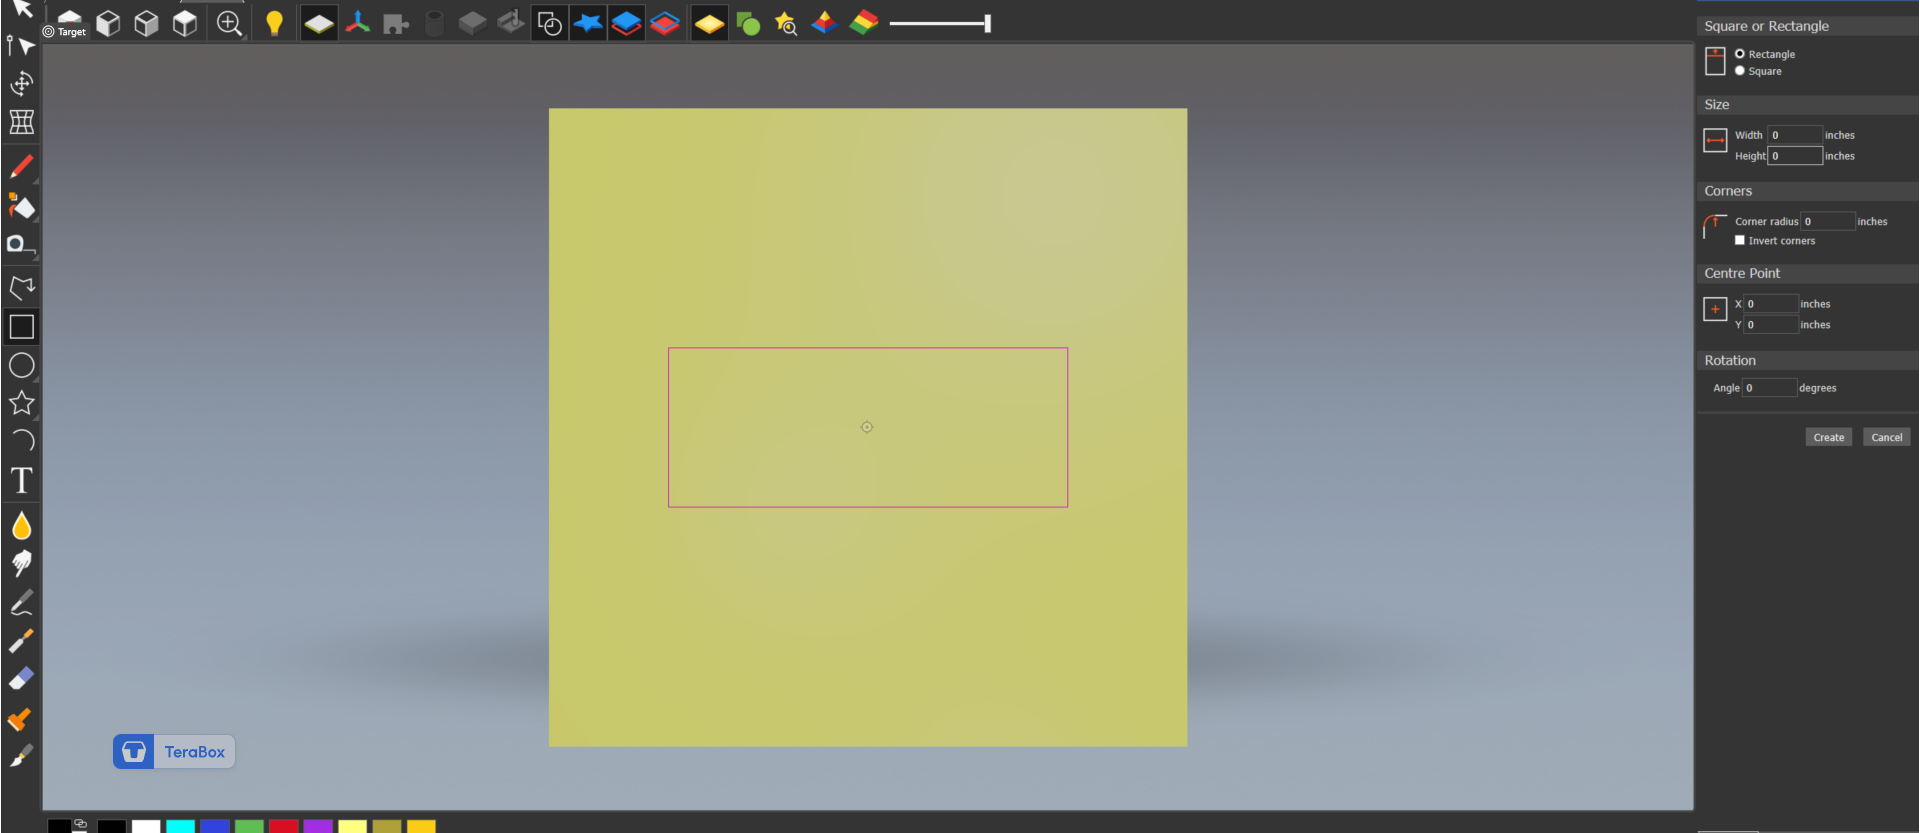 Target
Square or Rectangle
Rectangle
Square
Size
Width 0 inches
Height 0 inches
Corners
Corner radius 0 inches
Invert corners
Centre Point
X 0 inches
Y 0 inches
Rotation
Angle 0 degrees
Create Cancel
T
TeraBox